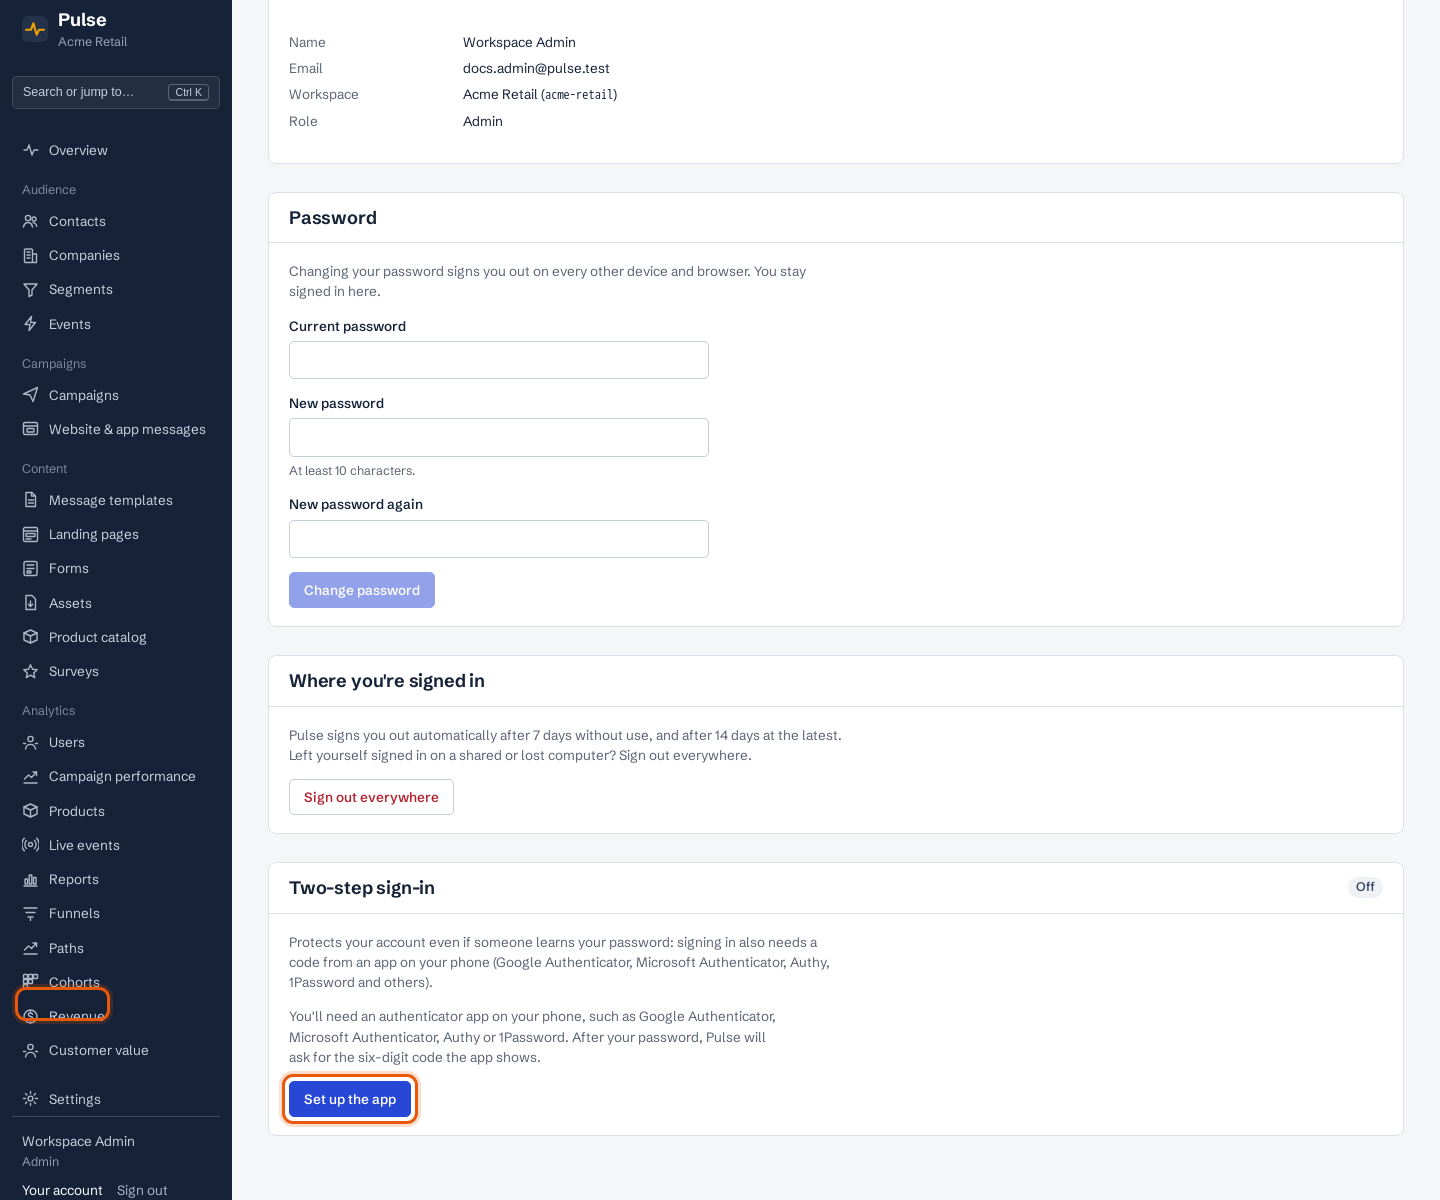 Pulse
Acme Retail
Search or jump to... Ctrl K
Overview
Audience
Contacts
Companies
Segments
Events
Campaigns
Campaigns
Website & app messages
Content
Message templates
Landing pages
Forms
Assets
Product catalog
Surveys
Analytics
Users
Campaign performance
Products
Live events
Reports
Funnels
Paths
Cohorts
Revenue
Customer value
Settings
Workspace Admin
Admin
Your account Sign out
Name Workspace Admin
Email docs.admin@pulse.test
Workspace Acme Retail (acme-retail)
Role Admin
Password
Changing your password signs you out on every other device and browser. You stay
signed in here.
Current password
New password
At least 10 characters.
New password again
Change password
Where you're signed in
Pulse signs you out automatically after 7 days without use, and after 14 days at the latest.
Left yourself signed in on a shared or lost computer? Sign out everywhere.
Sign out everywhere
Two-step sign-in Off
Protects your account even if someone learns your password: signing in also needs a
code from an app on your phone (Google Authenticator, Microsoft Authenticator, Authy,
1Password and others).
You'll need an authenticator app on your phone, such as Google Authenticator,
Microsoft Authenticator, Authy or 1Password. After your password, Pulse will
ask for the six-digit code the app shows.
Set up the app